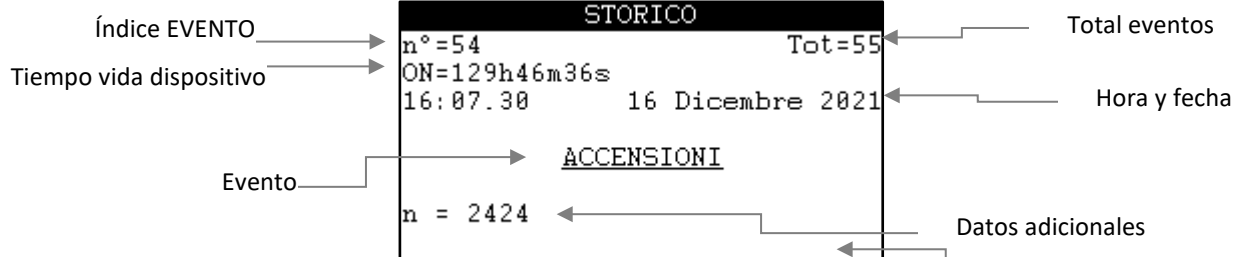 STORICO
Índice EVENTO
Total eventos
n°=54 Tot=55
Tiempo vida dispositivo
ON=129h46m36s
16:07.30 16 Dicembre 2021
Hora y fecha
ACCENSIONI
Evento
n = 2424
Datos adicionales